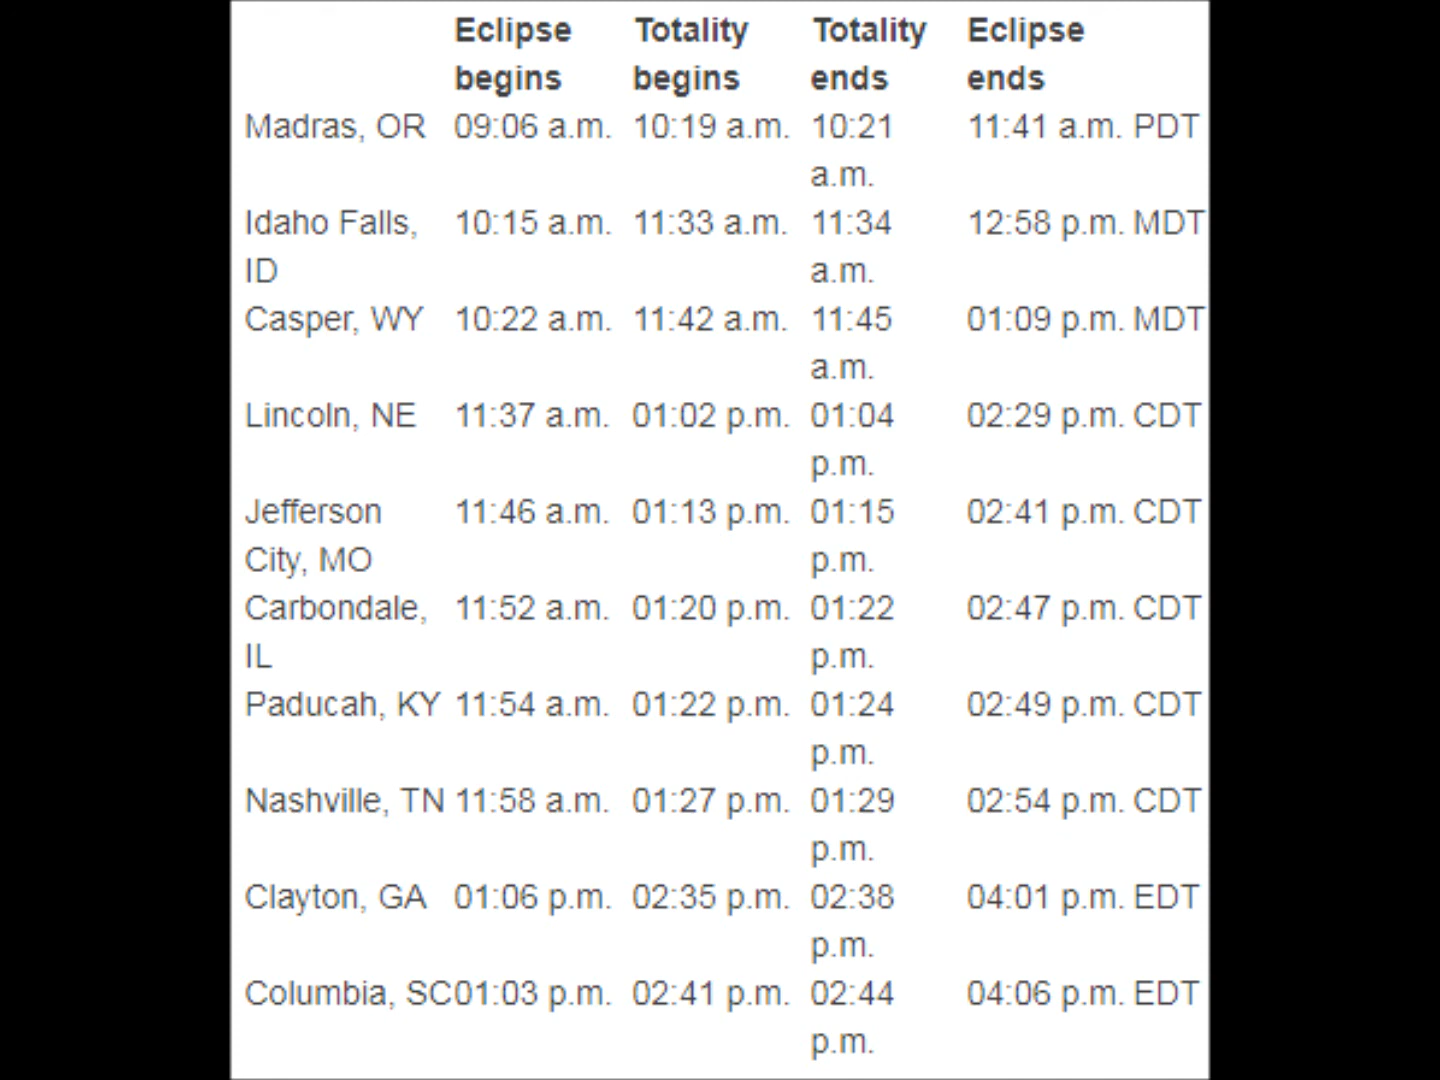 Eclipse begins Totality begins Totality ends Eclipse ends
Madras, OR 09:06 a.m. 10:19 a.m. 10:21 a.m. 11:41 a.m. PDT
Idaho Falls, ID 10:15 a.m. 11:33 a.m. 11:34 a.m. 12:58 p.m. MDT
Casper, WY 10:22 a.m. 11:42 a.m. 11:45 a.m. 01:09 p.m. MDT
Lincoln, NE 11:37 a.m. 01:02 p.m. 01:04 p.m. 02:29 p.m. CDT
Jefferson City, MO 11:46 a.m. 01:13 p.m. 01:15 p.m. 02:41 p.m. CDT
Carbondale, IL 11:52 a.m. 01:20 p.m. 01:22 p.m. 02:47 p.m. CDT
Paducah, KY 11:54 a.m. 01:22 p.m. 01:24 p.m. 02:49 p.m. CDT
Nashville, TN 11:58 a.m. 01:27 p.m. 01:29 p.m. 02:54 p.m. CDT
Clayton, GA 01:06 p.m. 02:35 p.m. 02:38 p.m. 04:01 p.m. EDT
Columbia, SC 01:03 p.m. 02:41 p.m. 02:44 p.m. 04:06 p.m. EDT